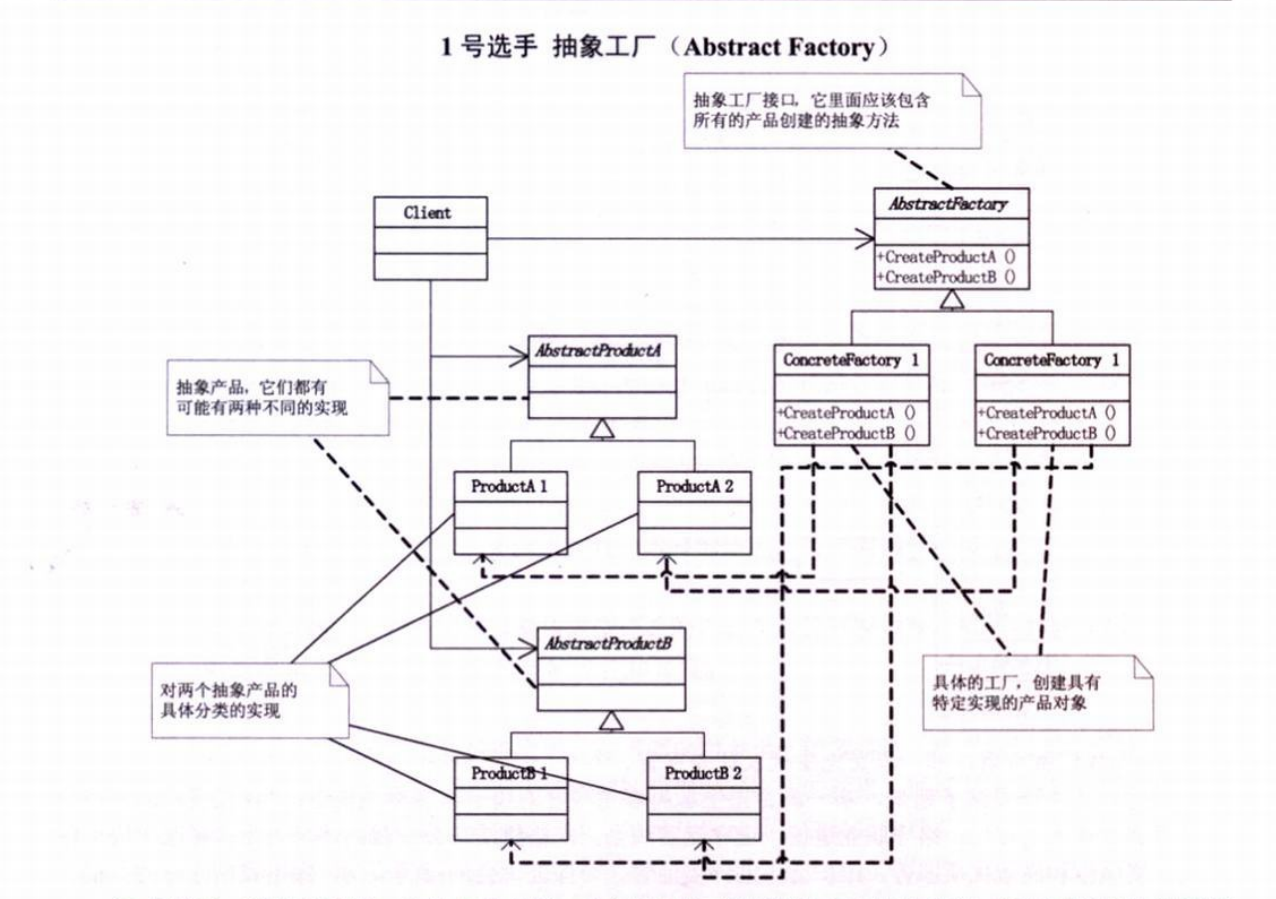 1 号选手 抽象工厂（Abstract Factory）
抽象工厂接口，它里面应该包含
所有的产品创建的抽象方法
Client
AbstractFactory
+CreateProductA ()
+CreateProductB ()
抽象产品，它们都有
可能有两种不同的实现
AbstractProductA
ConcreteFactory 1
+CreateProductA ()
+CreateProductB ()
ConcreteFactory 1
+CreateProductA ()
+CreateProductB ()
ProductA 1
ProductA 2
AbstractProductB
对两个抽象产品的
具体分类的实现
具体的工厂，创建具有
特定实现的产品对象
ProductB 1
ProductB 2